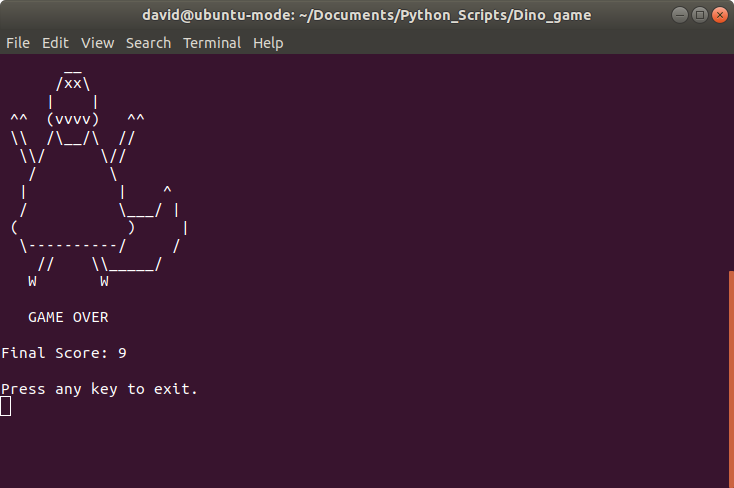 david@ubuntu-mode: ~/Documents/Python_Scripts/Dino_game
File Edit View Search Terminal Help
       __
      /xx\
     |    |
 ^^  (vvvv)   ^^
 \\  /\__/\  //
  \\/      \//
   /        \
  |          |    ^
  /          \___/ |
 (            )     |
  \----------/     /
    //    \\_____/
   W       W
   GAME OVER
Final Score: 9
Press any key to exit.